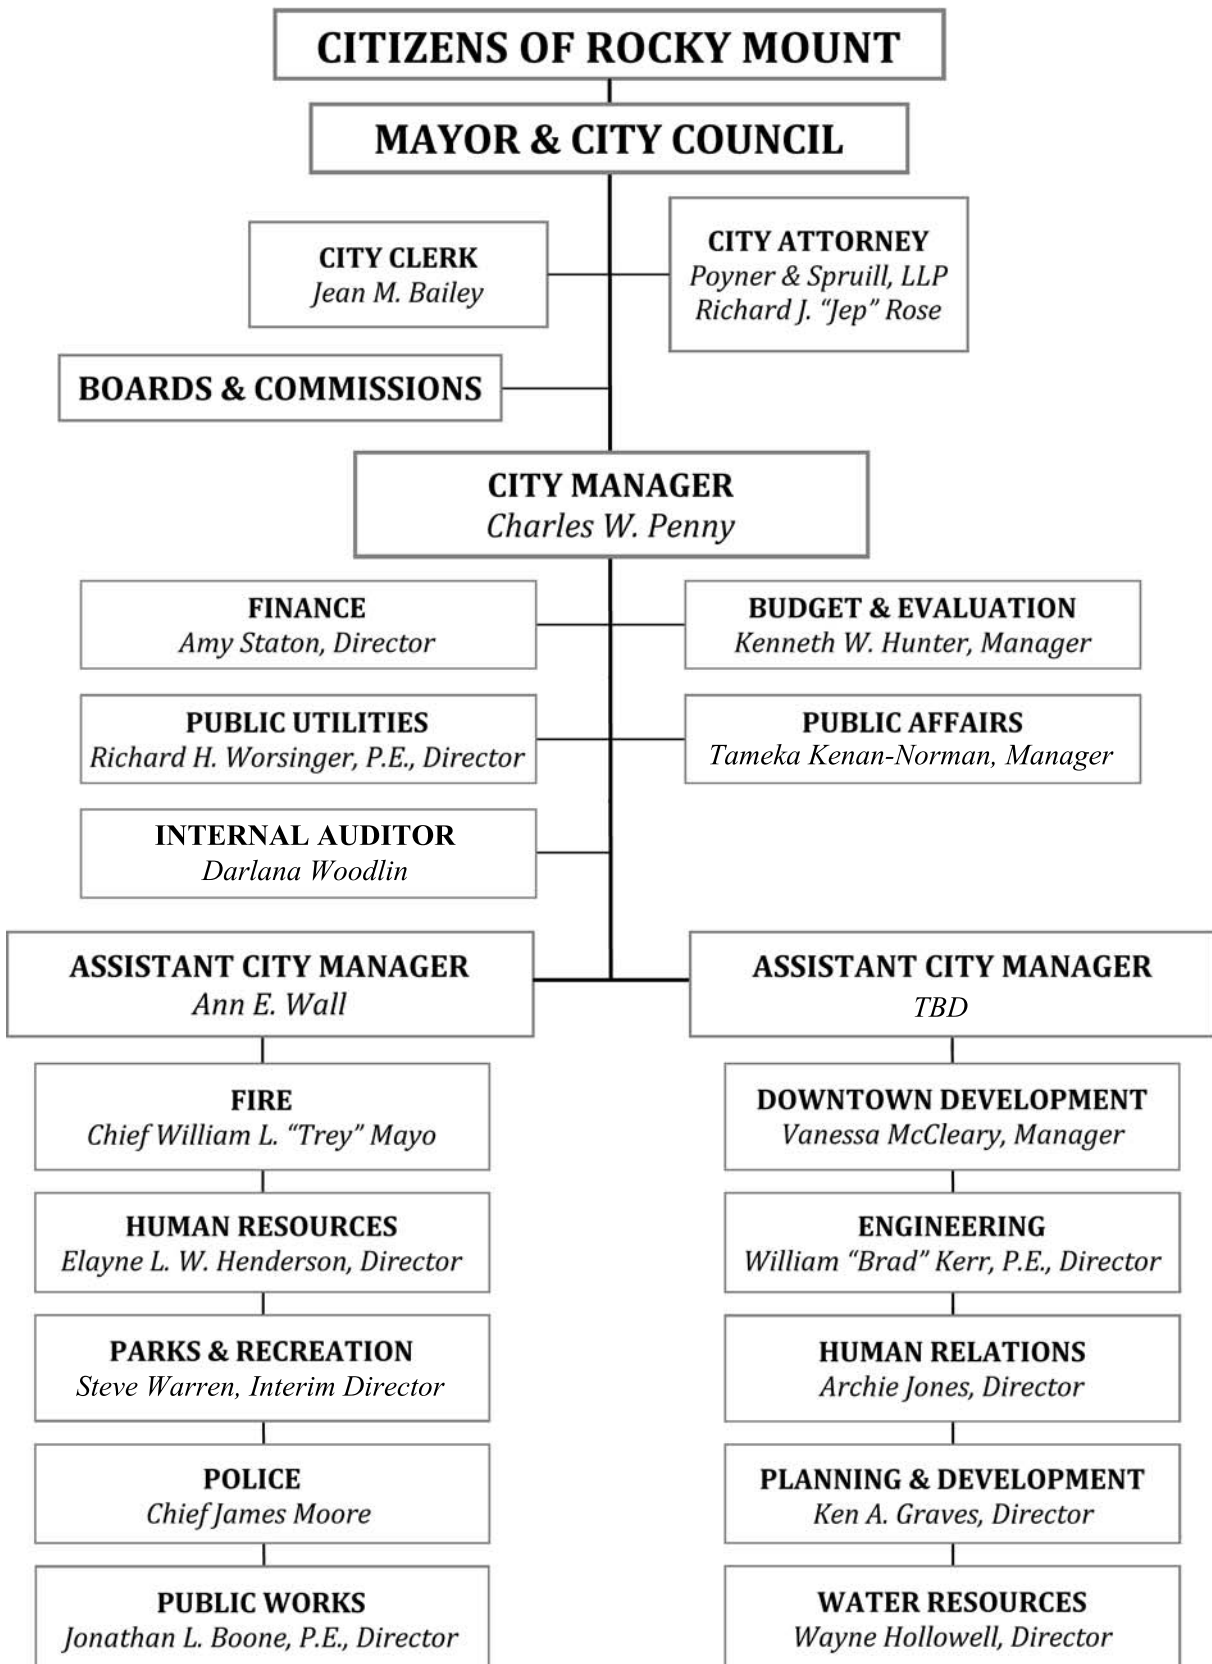 CITIZENS OF ROCKY MOUNT
MAYOR & CITY COUNCIL
CITY CLERK
Jean M. Bailey
CITY ATTORNEY
Poyner & Spruill, LLP
Richard J. “Jep” Rose
BOARDS & COMMISSIONS
CITY MANAGER
Charles W. Penny
FINANCE
Amy Staton, Director
BUDGET & EVALUATION
Kenneth W. Hunter, Manager
PUBLIC UTILITIES
Richard H. Worsinger, P.E., Director
PUBLIC AFFAIRS
Tameka Kenan-Norman, Manager
INTERNAL AUDITOR
Darlana Woodlin
ASSISTANT CITY MANAGER
Ann E. Wall
ASSISTANT CITY MANAGER
TBD
FIRE
Chief William L. “Trey” Mayo
HUMAN RESOURCES
Elayne L. W. Henderson, Director
PARKS & RECREATION
Steve Warren, Interim Director
POLICE
Chief James Moore
PUBLIC WORKS
Jonathan L. Boone, P.E., Director
DOWNTOWN DEVELOPMENT
Vanessa McCleary, Manager
ENGINEERING
William “Brad” Kerr, P.E., Director
HUMAN RELATIONS
Archie Jones, Director
PLANNING & DEVELOPMENT
Ken A. Graves, Director
WATER RESOURCES
Wayne Hollowell, Director